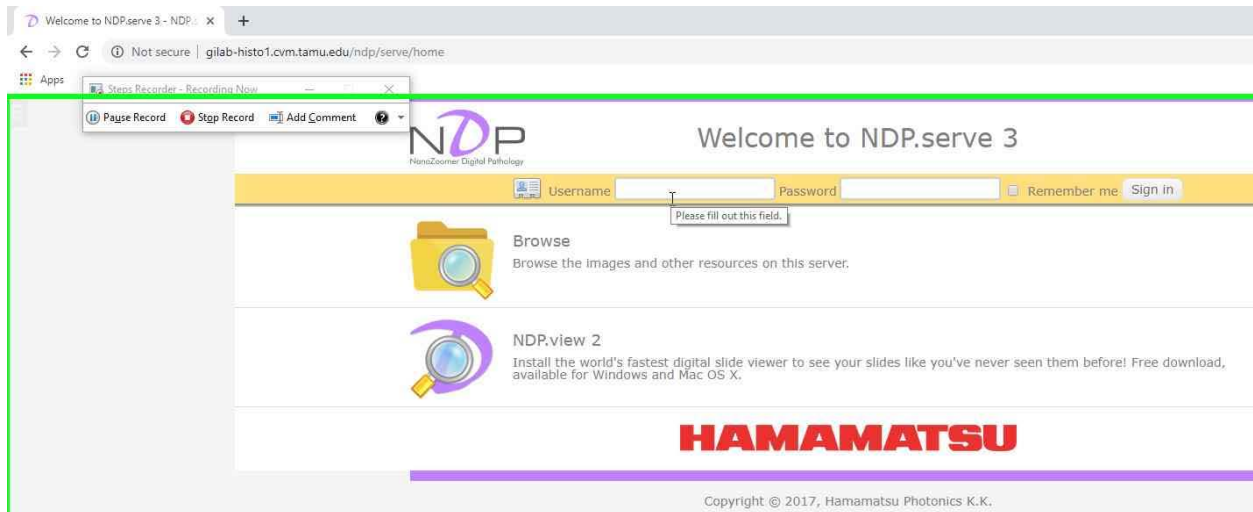 Welcome to NDP.serve 3 - NDP.s
Not secure | gilab-histo1.cvm.tamu.edu/ndp/serve/home
Apps
Steps Recorder - Recording Now
Pause Record Stop Record Add Comment
NDP
NanoZoomer Digital Pathology
Welcome to NDP.serve 3
Username Password Remember me Sign in
Please fill out this field.
Browse
Browse the images and other resources on this server.
NDP.view 2
Install the world's fastest digital slide viewer to see your slides like you've never seen them before! Free download,
available for Windows and Mac OS X.
HAMAMATSU
Copyright © 2017, Hamamatsu Photonics K.K.